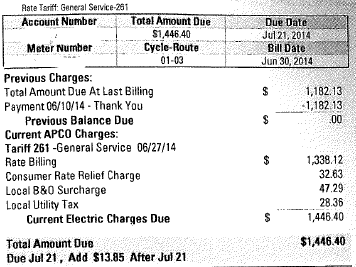 Rate Tariff: General Service-261
Account Number Total Amount Due Due Date
$1,446.40 Jul 21, 2014
Meter Number Cycle-Route Bill Date
01-03 Jun 30, 2014
Previous Charges:
Total Amount Due At Last Billing $ 1,182.13
Payment 06/10/14 - Thank You -1,182.13
Previous Balance Due $ .00
Current APCO Charges:
Tariff 261 -General Service 06/27/14
Rate Billing $ 1,338.12
Consumer Rate Relief Charge 32.63
Local B&O Surcharge 47.29
Local Utility Tax 28.36
Current Electric Charges Due $ 1,446.40
Total Amount Due $1,446.40
Due Jul 21 , Add $13.85 After Jul 21